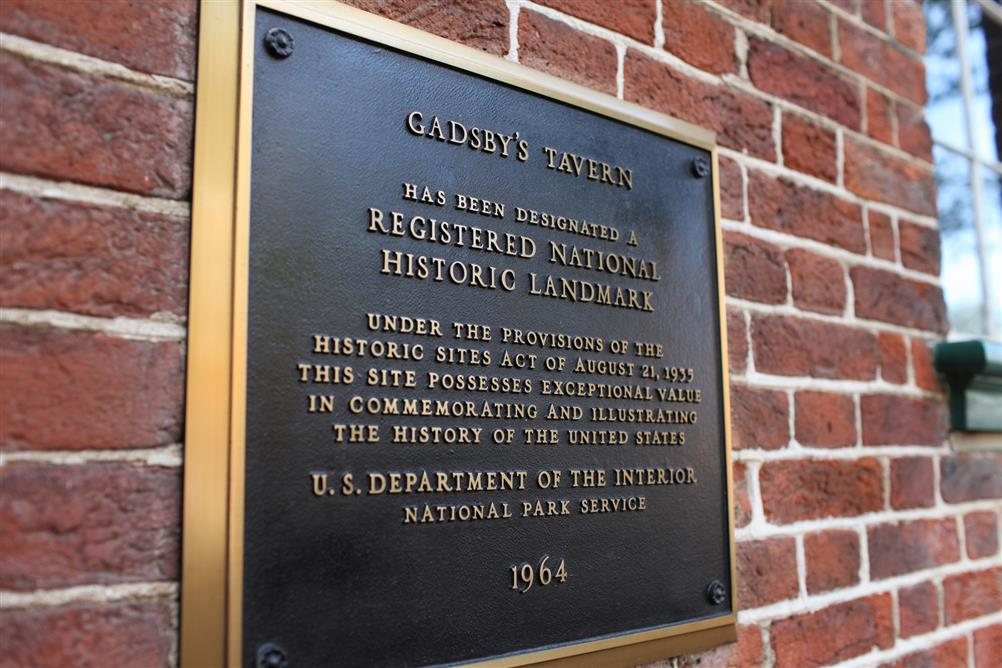 GADSBY'S TAVERN
HAS BEEN DESIGNATED A
REGISTERED NATIONAL
HISTORIC LANDMARK
UNDER THE PROVISIONS OF THE
HISTORIC SITES ACT OF AUGUST 21, 1935
THIS SITE POSSESSES EXCEPTIONAL VALUE
IN COMMEMORATING AND ILLUSTRATING
THE HISTORY OF THE UNITED STATES
U. S. DEPARTMENT OF THE INTERIOR
NATIONAL PARK SERVICE
1964